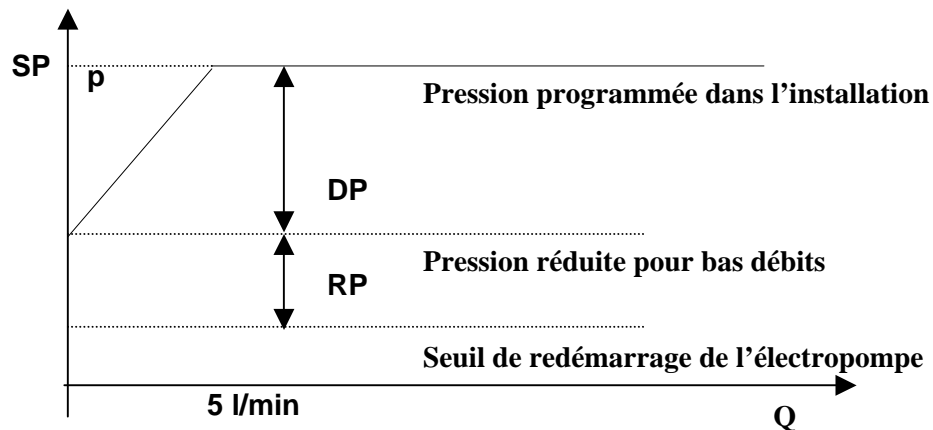 SP
p
Pression programmée dans l’installation
DP
Pression réduite pour bas débits
RP
Seuil de redémarrage de l’électropompe
5 l/min
Q